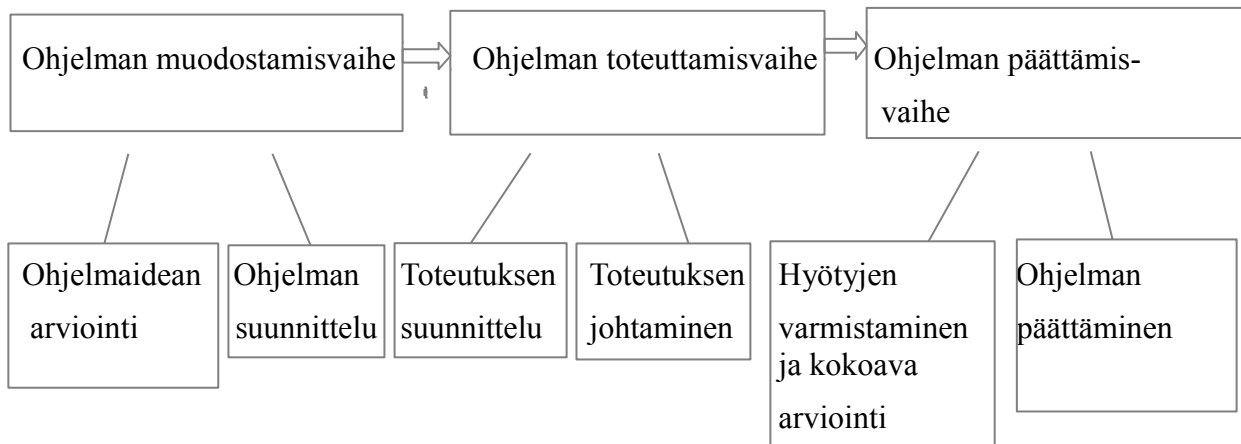 Ohjelman muodostamisvaihe
Ohjelman toteuttamisvaihe
Ohjelman päättämis-
vaihe
Ohjelmaidean
arviointi
Ohjelman
suunnittelu
Toteutuksen
suunnittelu
Toteutuksen
johtaminen
Hyötyjen
varmistaminen
ja kokoava
arviointi
Ohjelman
päättäminen